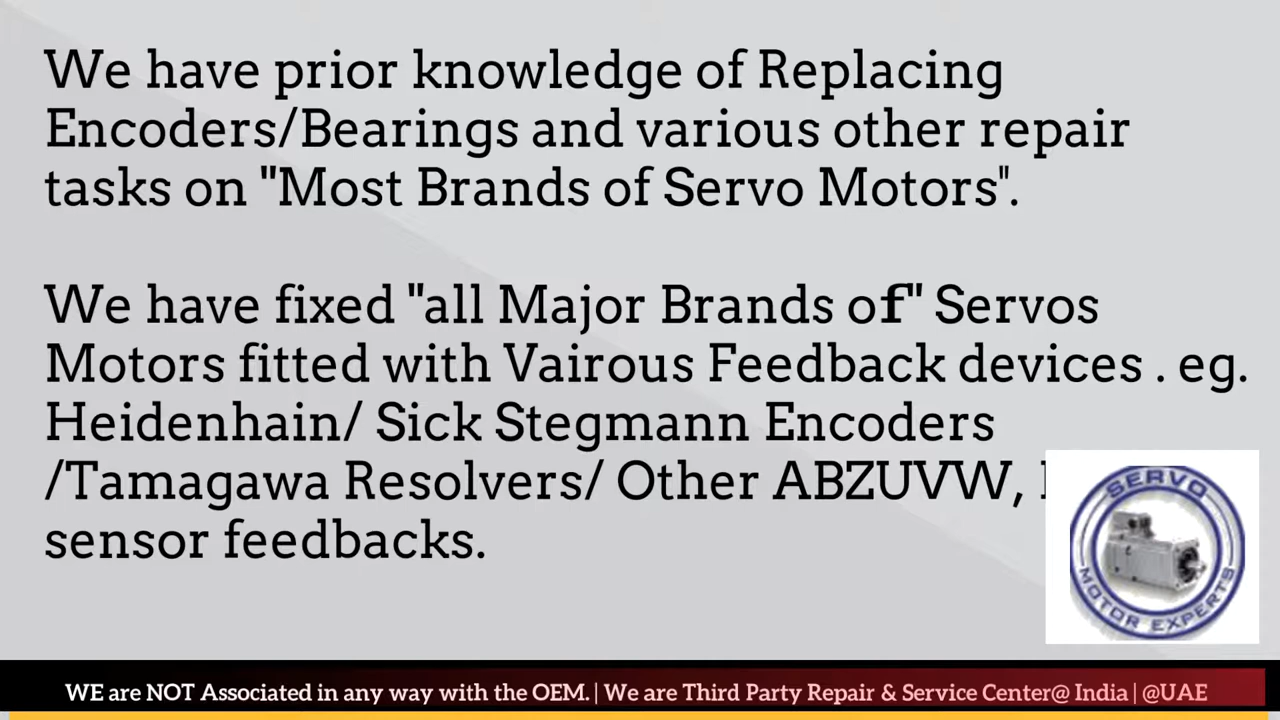 We have prior knowledge of Replacing
Encoders/Bearings and various other repair
tasks on "Most Brands of Servo Motors".
We have fixed "all Major Brands of" Servos
Motors fitted with Vairous Feedback devices . eg.
Heidenhain/ Sick Stegmann Encoders
/Tamagawa Resolvers/ Other ABZUVW,
sensor feedbacks.
SERVO
MOTOR EXPERTS
WE are NOT Associated in any way with the OEM. | We are Third Party Repair & Service Center@ India | @UAE